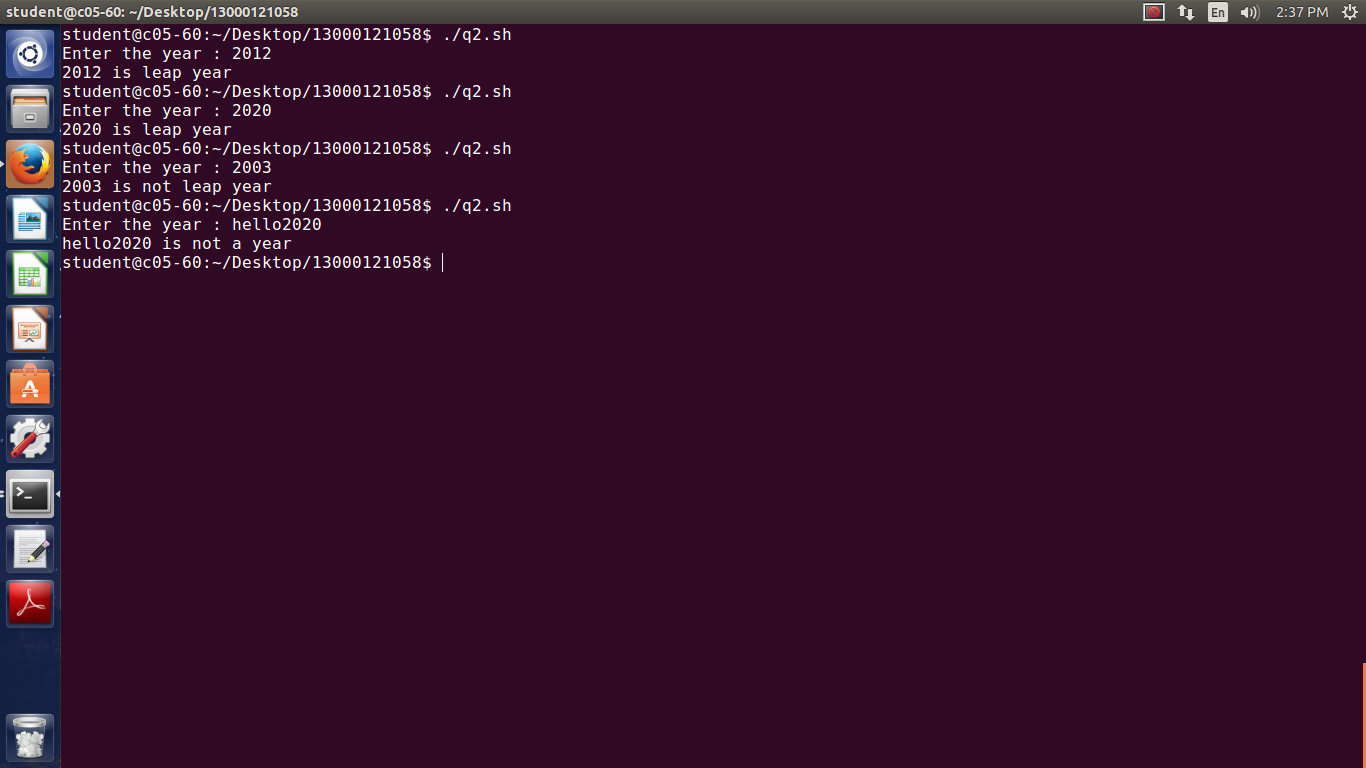 student@c05-60: ~/Desktop/13000121058
En
2:37 PM
student@c05-60:~/Desktop/13000121058$ ./q2.sh
Enter the year : 2012
2012 is leap year
student@c05-60:~/Desktop/13000121058$ ./q2.sh
Enter the year : 2020
2020 is leap year
student@c05-60:~/Desktop/13000121058$ ./q2.sh
Enter the year : 2003
2003 is not leap year
student@c05-60:~/Desktop/13000121058$ ./q2.sh
Enter the year : hello2020
hello2020 is not a year
student@c05-60:~/Desktop/13000121058$